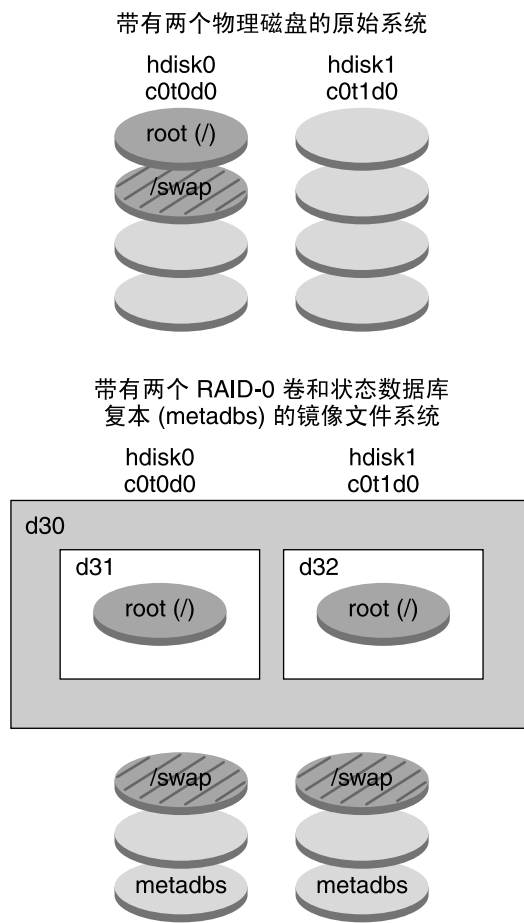 带有两个物理磁盘的原始系统
hdisk0
c0t0d0
hdisk1
c0t1d0
root (/)
/swap
带有两个 RAID-0 卷和状态数据库
复本 (metadbs) 的镜像文件系统
hdisk0
c0t0d0
hdisk1
c0t1d0
d30
d31
root (/)
d32
root (/)
/swap
/swap
metadbs
metadbs